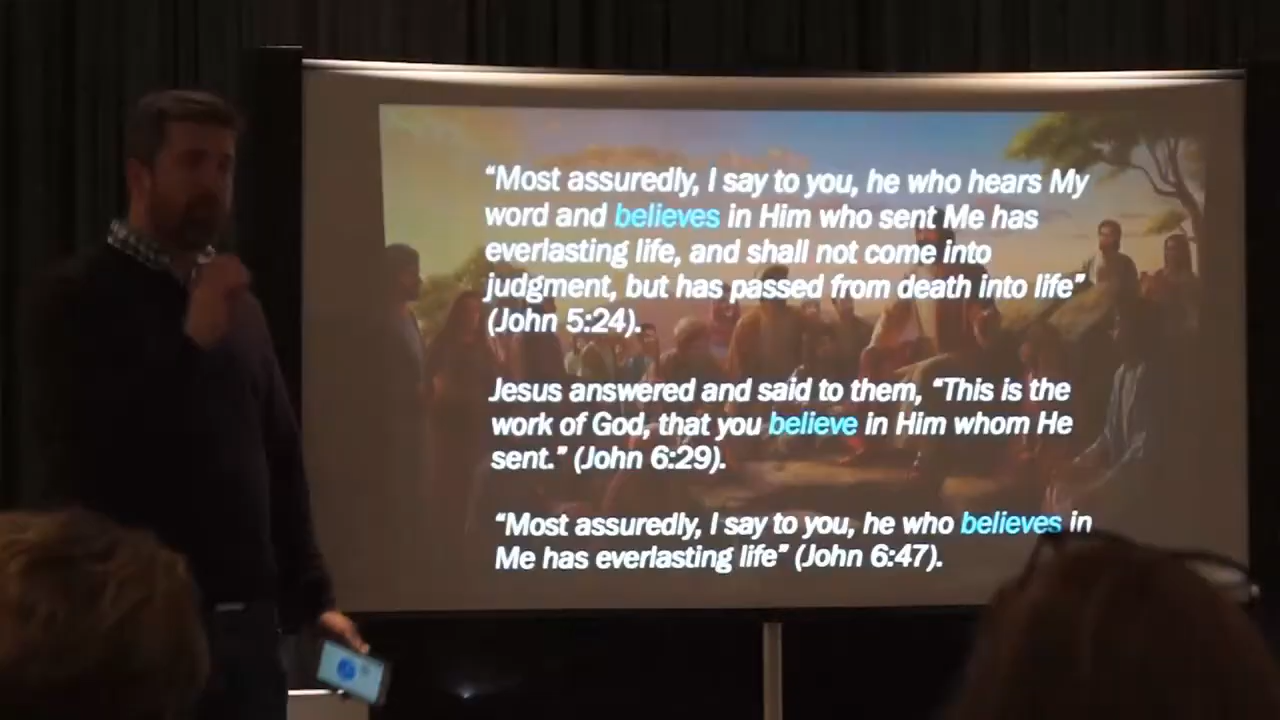 “Most assuredly, I say to you, he who hears My
word and believes in Him who sent Me has
everlasting life, and shall not come into
judgment, but has passed from death into life”
(John 5:24).
Jesus answered and said to them, “This is the
work of God, that you believe in Him whom He
sent.” (John 6:29).
“Most assuredly, I say to you, he who believes in
Me has everlasting life” (John 6:47).